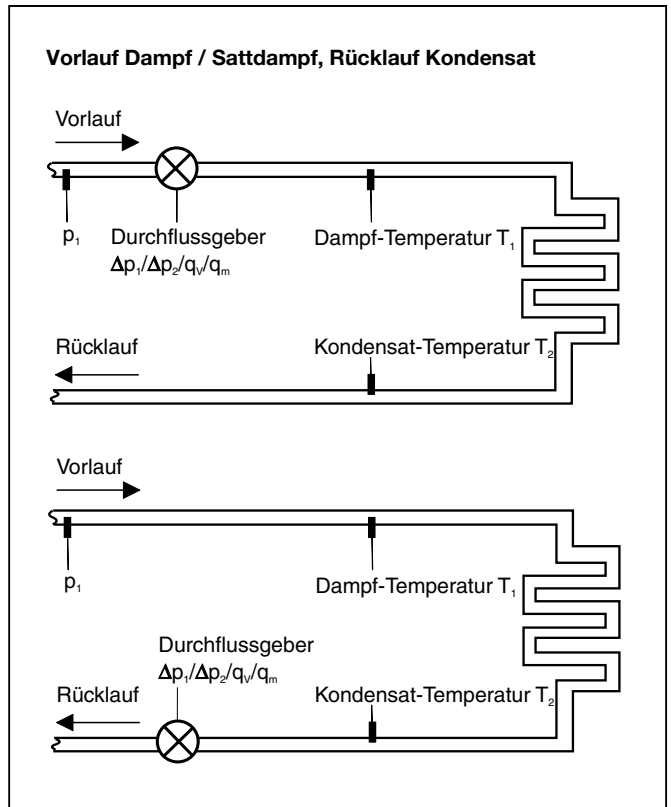 Vorlauf Dampf / Sattdampf, Rücklauf Kondensat
Vorlauf
p₁
Durchflussgeber
Δp₁/Δp₂/qᵥ/qₘ
Dampf-Temperatur T₁
Rücklauf
Kondensat-Temperatur T₂
Vorlauf
p₁
Dampf-Temperatur T₁
Durchflussgeber
Δp₁/Δp₂/qᵥ/qₘ
Rücklauf
Kondensat-Temperatur T₂